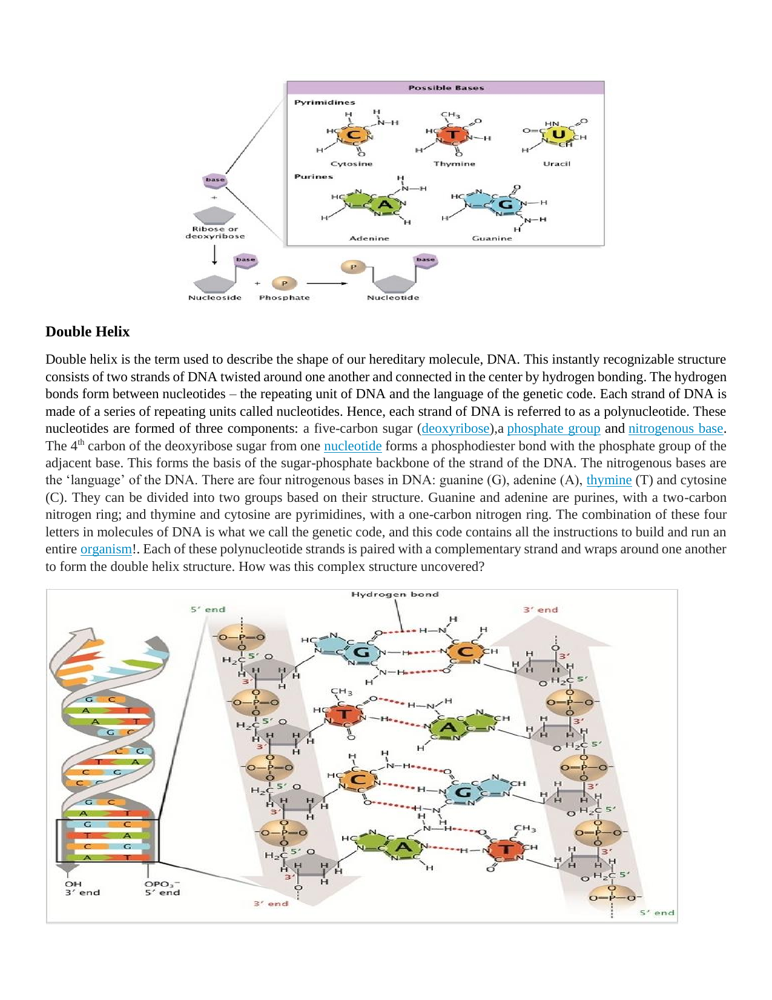 Possible Bases
Pyrimidines
Cytosine
Thymine
Uracil
Purines
Adenine
Guanine
C
T
U
A
G
base
+
Ribose or
deoxyribose
base
+
P
P
base
Nucleoside
Phosphate
Nucleotide
Double Helix
Double helix is the term used to describe the shape of our hereditary molecule, DNA. This instantly recognizable structure
consists of two strands of DNA twisted around one another and connected in the center by hydrogen bonding. The hydrogen
bonds form between nucleotides – the repeating unit of DNA and the language of the genetic code. Each strand of DNA is
made of a series of repeating units called nucleotides. Hence, each strand of DNA is referred to as a polynucleotide. These
nucleotides are formed of three components: a five-carbon sugar (deoxyribose),a phosphate group and nitrogenous base.
The 4th carbon of the deoxyribose sugar from one nucleotide forms a phosphodiester bond with the phosphate group of the
adjacent base. This forms the basis of the sugar-phosphate backbone of the strand of the DNA. The nitrogenous bases are
the ‘language’ of the DNA. There are four nitrogenous bases in DNA: guanine (G), adenine (A), thymine (T) and cytosine
(C). They can be divided into two groups based on their structure. Guanine and adenine are purines, with a two-carbon
nitrogen ring; and thymine and cytosine are pyrimidines, with a one-carbon nitrogen ring. The combination of these four
letters in molecules of DNA is what we call the genetic code, and this code contains all the instructions to build and run an
entire organism!. Each of these polynucleotide strands is paired with a complementary strand and wraps around one another
to form the double helix structure. How was this complex structure uncovered?
Hydrogen bond
5′ end
3′ end
G C
T A
C G
A T
OH
3′ end
OPO3−
5′ end
3′ end
5′ end